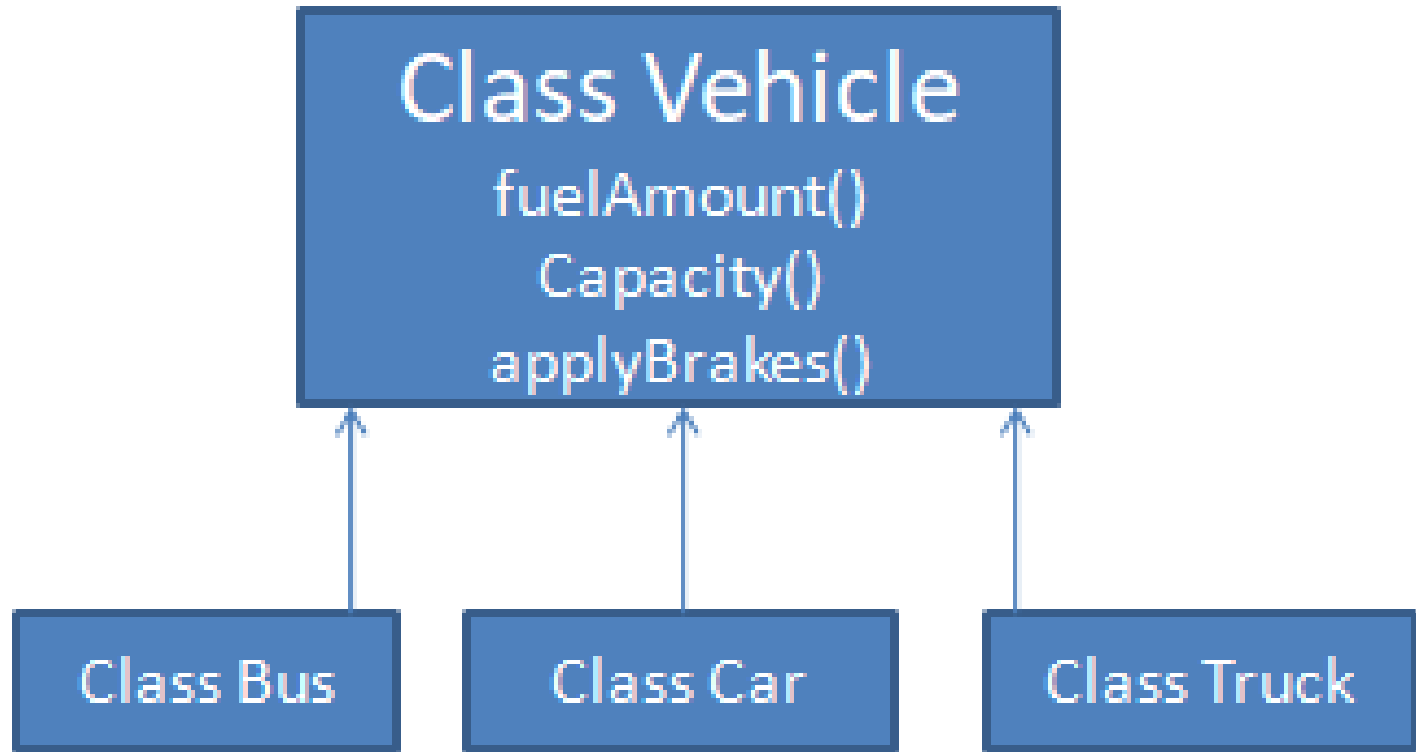 Class Vehicle
fuelAmount()
Capacity()
applyBrakes()
Class Bus
Class Car
Class Truck